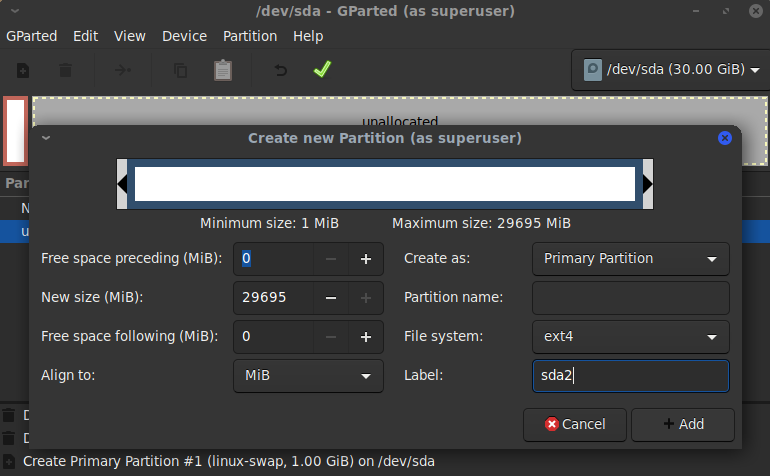 /dev/sda - GParted (as superuser)
GParted Edit View Device Partition Help
/dev/sda (30.00 GiB)
unallocated
Create new Partition (as superuser)
Par
Minimum size: 1 MiB Maximum size: 29695 MiB
N
u
Free space preceding (MiB): 0 Create as: Primary Partition
New size (MiB): 29695 Partition name:
Free space following (MiB): 0 File system: ext4
Align to: MiB Label: sda2
D
Cancel Add
D
Create Primary Partition #1 (linux-swap, 1.00 GiB) on /dev/sda